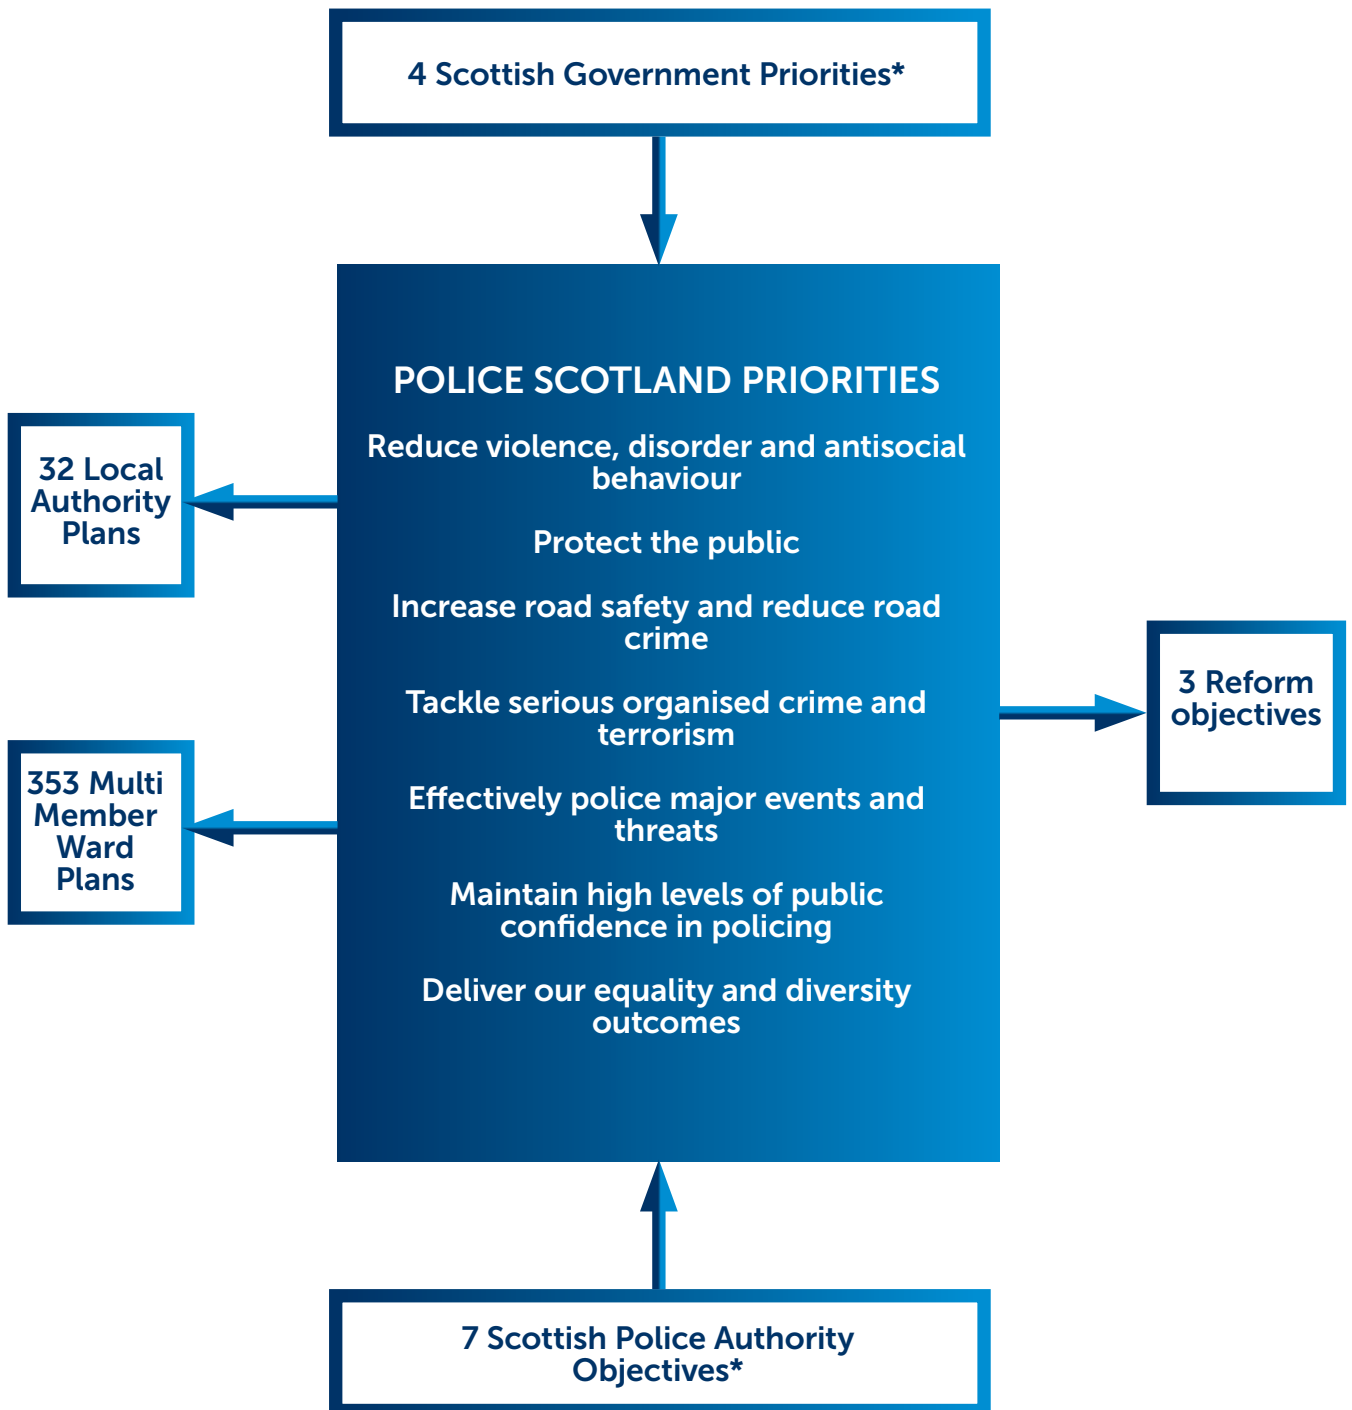 4 Scottish Government Priorities*
POLICE SCOTLAND PRIORITIES
Reduce violence, disorder and antisocial
behaviour
Protect the public
Increase road safety and reduce road
crime
Tackle serious organised crime and
terrorism
Effectively police major events and
threats
Maintain high levels of public
confidence in policing
Deliver our equality and diversity
outcomes
32 Local
Authority
Plans
353 Multi
Member
Ward
Plans
3 Reform
objectives
7 Scottish Police Authority
Objectives*